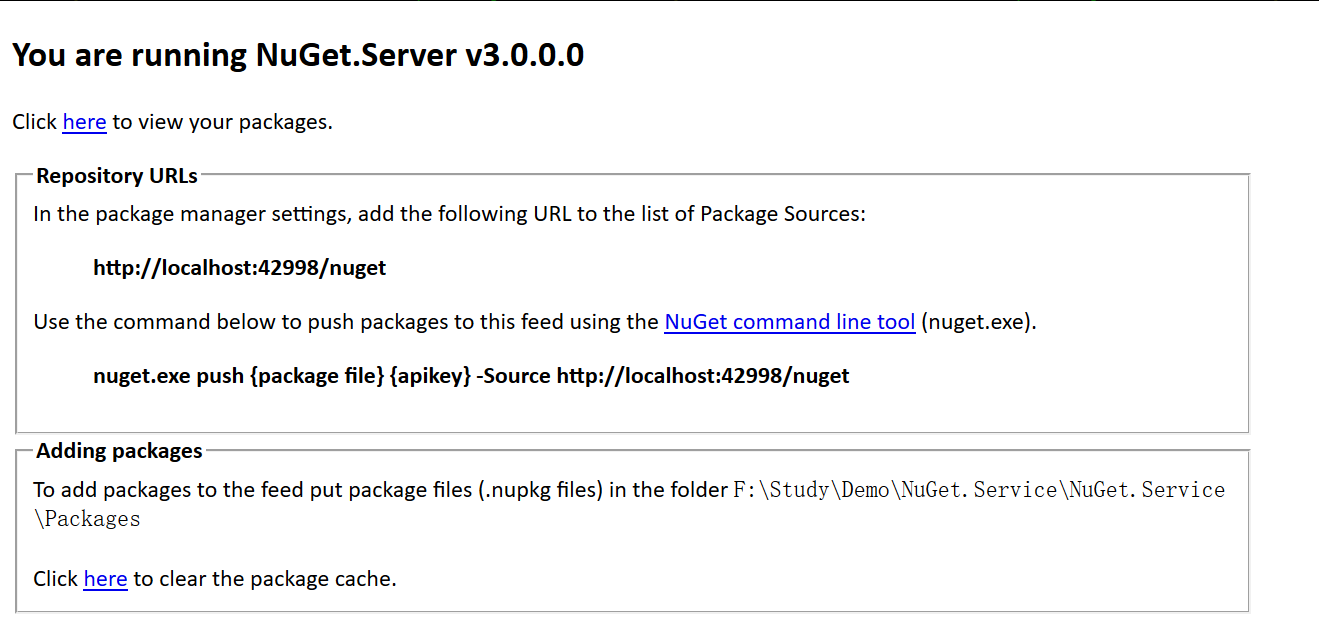 You are running NuGet.Server v3.0.0.0
Click here to view your packages.
Repository URLs
In the package manager settings, add the following URL to the list of Package Sources:
http://localhost:42998/nuget
Use the command below to push packages to this feed using the NuGet command line tool (nuget.exe).
nuget.exe push {package file} {apikey} -Source http://localhost:42998/nuget
Adding packages
To add packages to the feed put package files (.nupkg files) in the folder F:\Study\Demo\NuGet.Service\NuGet.Service
\Packages
Click here to clear the package cache.